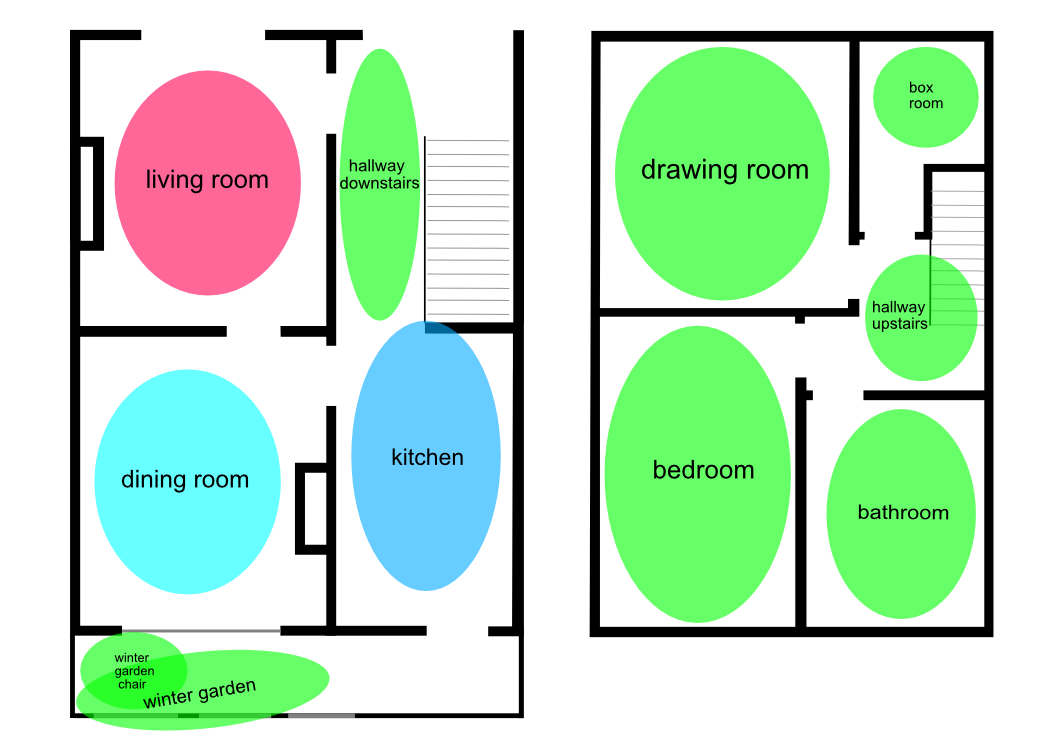 living room
hallway
downstairs
dining room
kitchen
winter
garden
chair
winter garden
drawing room
box
room
hallway
upstairs
bedroom
bathroom